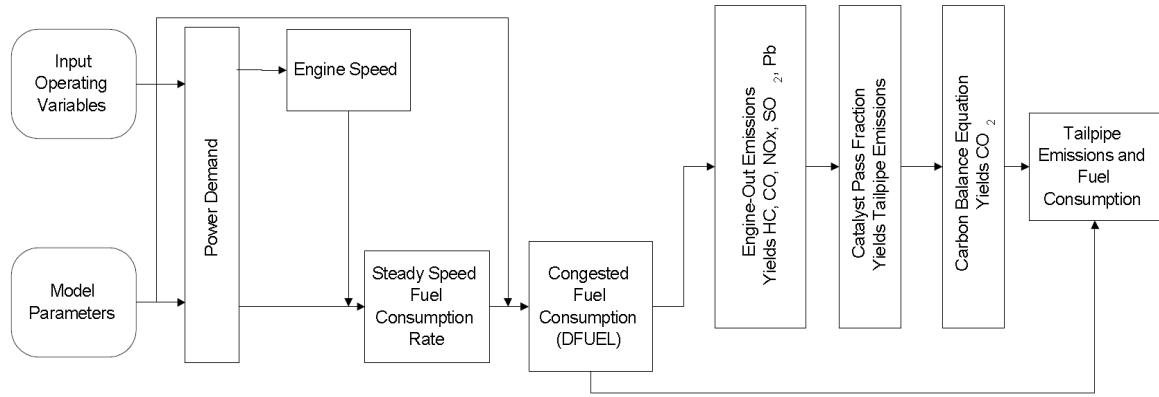 Input
Operating
Variables
Model
Parameters
Power Demand
Engine Speed
Steady Speed
Fuel
Consumption
Rate
Congested
Fuel
Consumption
(DFUEL)
Engine-Out Emissions
Yields HC, CO, NOx, SO 2, Pb
Catalyst Pass Fraction
Yields Tailpipe Emissions
Carbon Balance Equation
Yields CO 2
Tailpipe
Emissions and
Fuel
Consumption